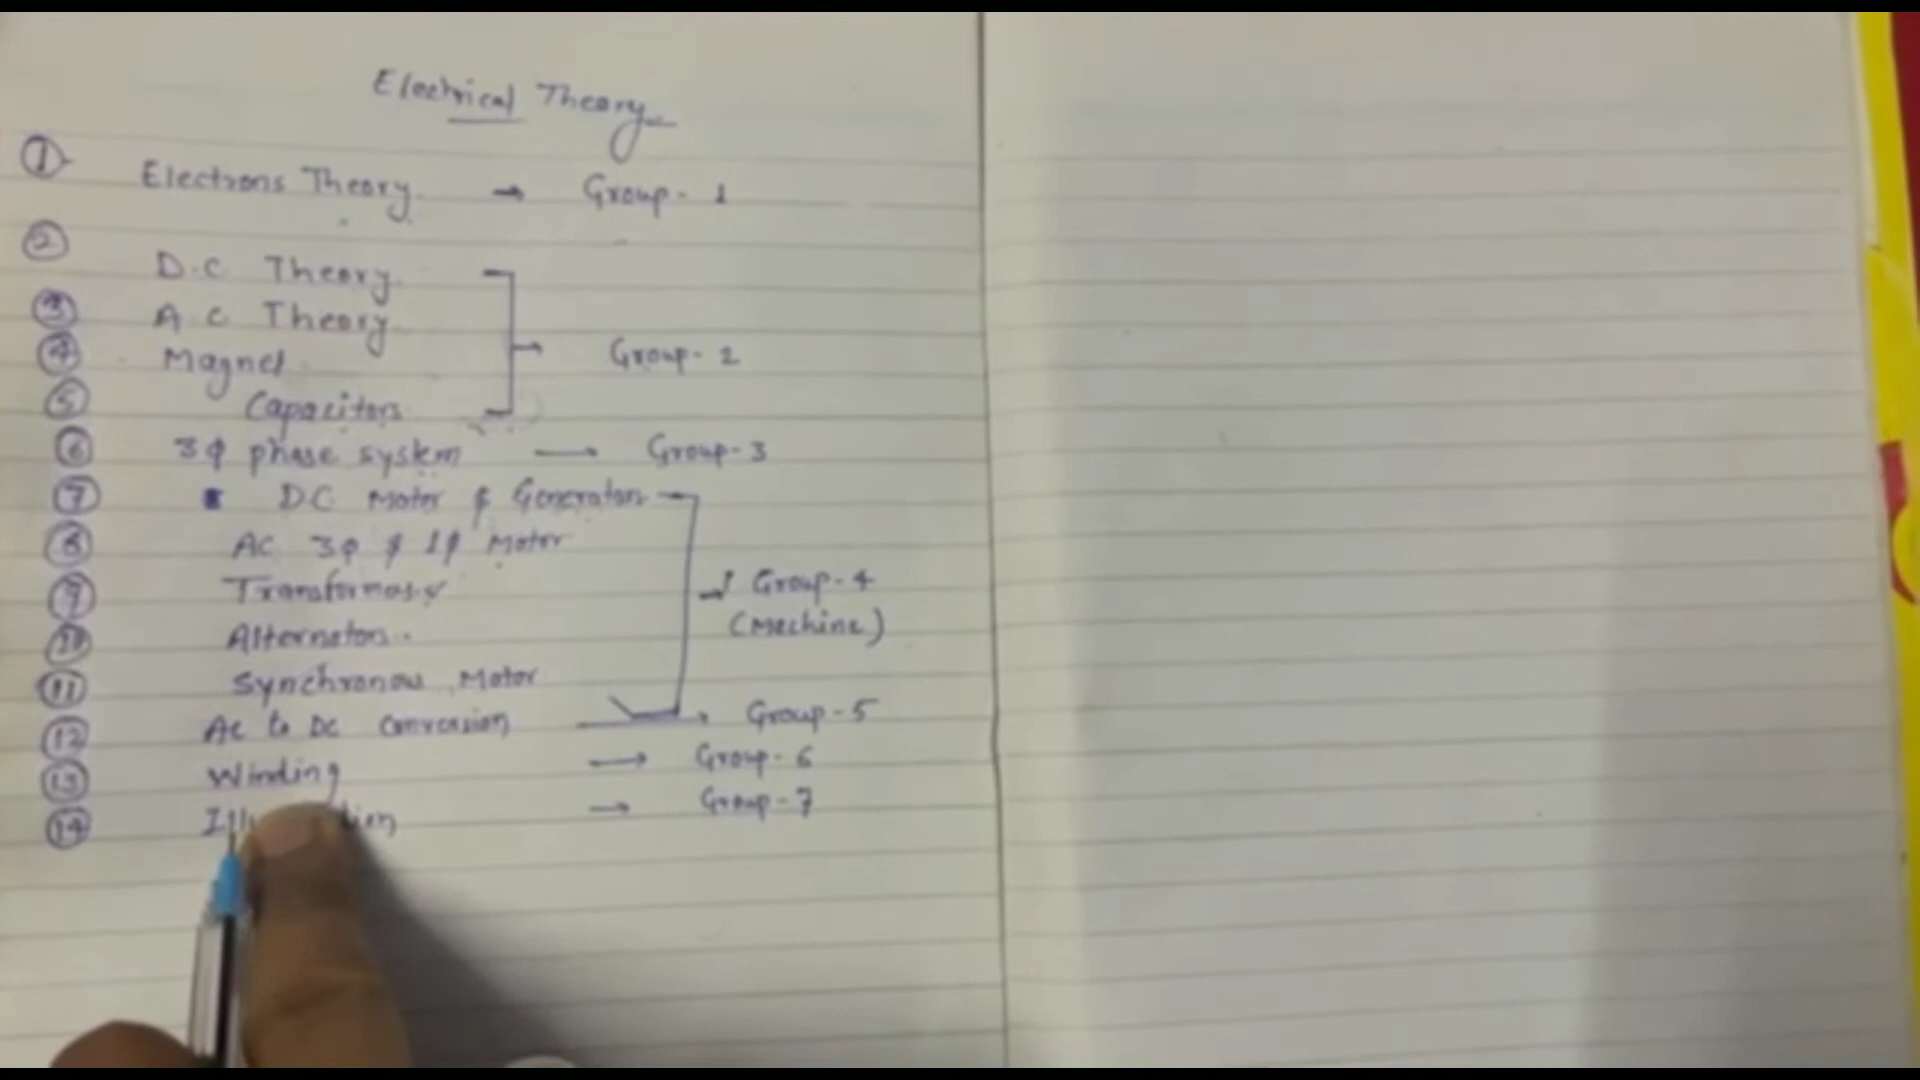 Electrical Theory
① Electrons Theory → Group - 1
② D.C Theory
③ A.C Theory
④ Magnet → Group - 2
⑤ Capacitors
⑥ 3ϕ phase system → Group - 3
⑦ DC Motor & Generators
⑧ AC 3ϕ & 1ϕ Motor
⑨ → Group - 4
⑩ Alternators. (Machine)
⑪ Synchronous Motor
⑫ AC to DC Conversion → Group - 5
⑬ Winding → Group - 6
⑭ → Group - 7